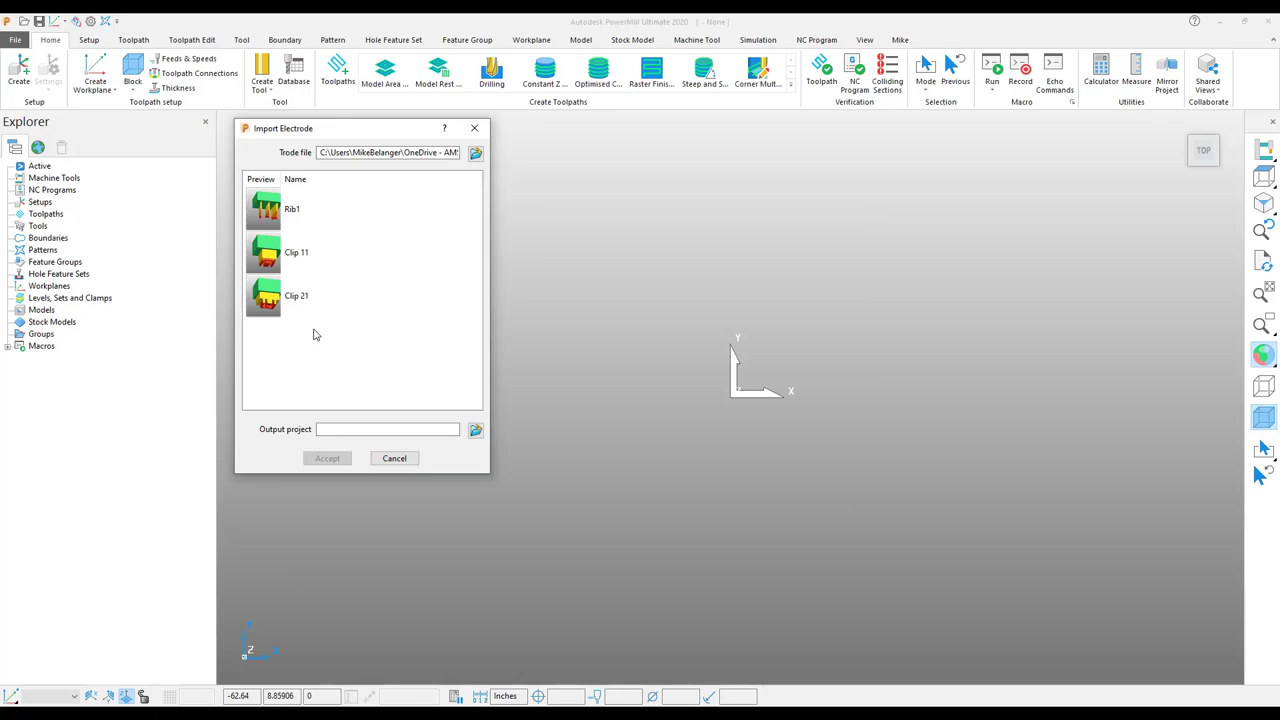 Autodesk PowerMill Ultimate 2020 [ - None ]
File Home Setup Toolpath Toolpath Edit Tool Boundary Pattern Hole Feature Set Feature Group Workplane Model Stock Model Machine Tool Simulation NC Program View Mike
Create
Settings
Setup
Create Workplane
Block
Feeds & Speeds
Toolpath Connections
Thickness
Toolpath setup
Create Tool
Database
Tool
Toolpaths
Model Area ...
Model Rest ...
Drilling
Constant Z ...
Optimised C...
Raster Finis...
Steep and S...
Corner Mult...
Create Toolpaths
Toolpath
NC Program
Colliding Sections
Verification
Mode
Previous
Selection
Run
Record
Echo Commands
Macro
Calculator
Measure
Mirror Project
Utilities
Shared Views
Collaborate
Explorer
Active
Machine Tools
NC Programs
Setups
Toolpaths
Tools
Boundaries
Patterns
Feature Groups
Hole Feature Sets
Workplanes
Levels, Sets and Clamps
Models
Stock Models
Groups
Macros
Import Electrode ?
Trode file C:\Users\MikeBelanger\OneDrive - AMS
Preview Name
Rib1
Clip 11
Clip 21
Output project
Accept Cancel
TOP
Y
X
Z
-62.64 8.85906 0 Inches